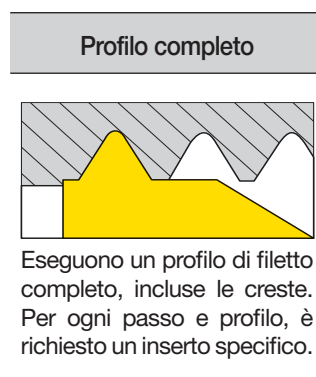 Profilo completo
Eseguono un profilo di filetto
completo, incluse le creste.
Per ogni passo e profilo, è
richiesto un inserto specifico.